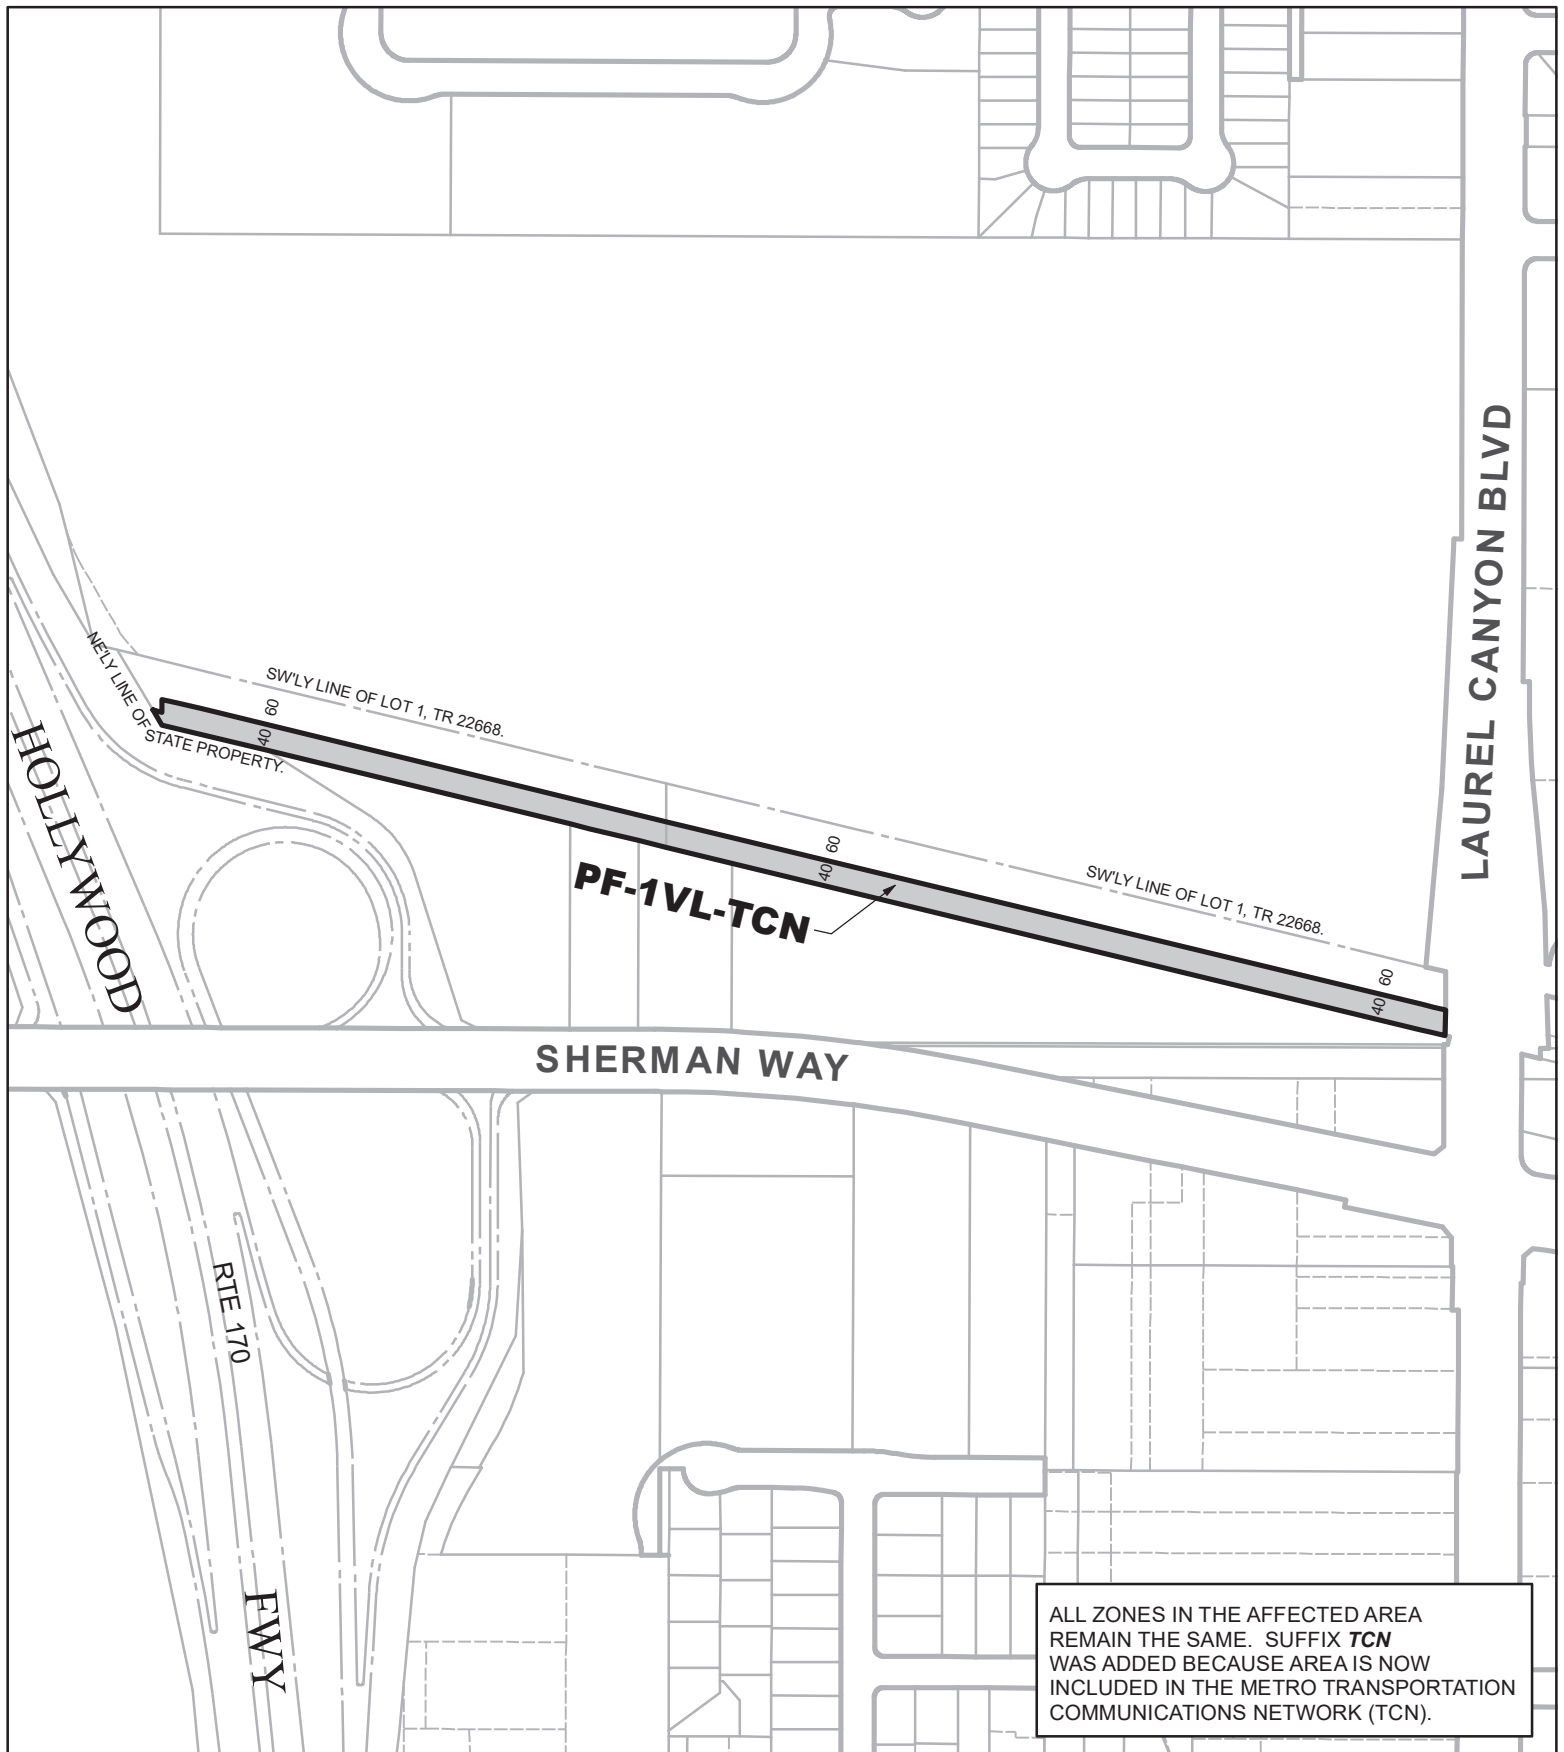 LAUREL CANYON BLVD
NE'LY LINE OF
STATE PROPERTY.
SW'LY LINE OF LOT 1, TR 22668.
60
40
HOLLYWOOD
60
40
PF-1VL-TCN
SW'LY LINE OF LOT 1, TR 22668.
60
40
SHERMAN WAY
RTE 170
FWY
ALL ZONES IN THE AFFECTED AREA
REMAIN THE SAME. SUFFIX TCN
WAS ADDED BECAUSE AREA IS NOW
INCLUDED IN THE METRO TRANSPORTATION
COMMUNICATIONS NETWORK (TCN).